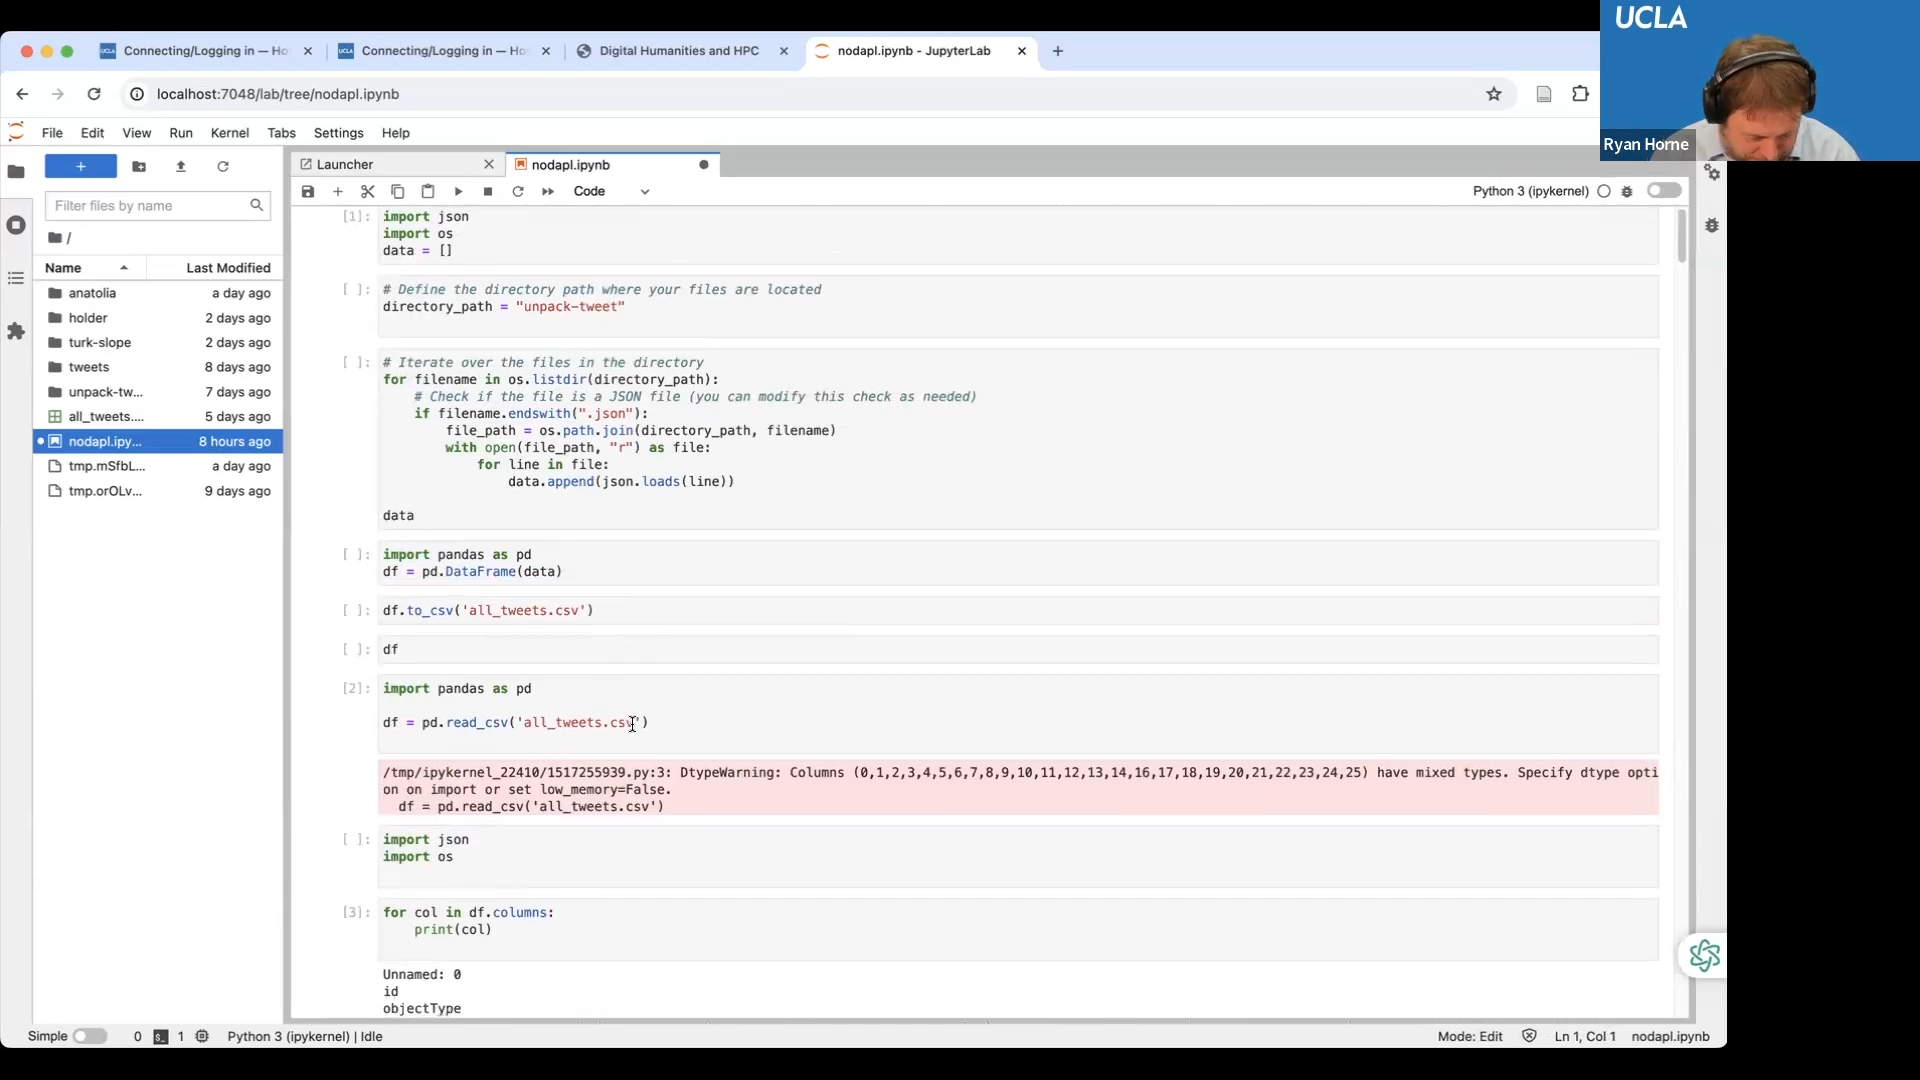 UCLA
Connecting/Logging in — Ho
Connecting/Logging in — Ho
Digital Humanities and HPC
nodapl.ipynb - JupyterLab
localhost:7048/lab/tree/nodapl.ipynb
Ryan Horne
File Edit View Run Kernel Tabs Settings Help
Launcher
nodapl.ipynb
Code
Python 3 (ipykernel)
Filter files by name
/
Name Last Modified
anatolia a day ago
holder 2 days ago
turk-slope 2 days ago
tweets 8 days ago
unpack-tw... 7 days ago
all_tweets.... 5 days ago
nodapl.ipy... 8 hours ago
tmp.mSfbL... a day ago
tmp.orOLv... 9 days ago
[1]: import json
import os
data = []
[ ]: # Define the directory path where your files are located
directory_path = "unpack-tweet"
[ ]: # Iterate over the files in the directory
for filename in os.listdir(directory_path):
    # Check if the file is a JSON file (you can modify this check as needed)
    if filename.endswith(".json"):
        file_path = os.path.join(directory_path, filename)
        with open(file_path, "r") as file:
            for line in file:
                data.append(json.loads(line))
data
[ ]: import pandas as pd
df = pd.DataFrame(data)
[ ]: df.to_csv('all_tweets.csv')
[ ]: df
[2]: import pandas as pd
df = pd.read_csv('all_tweets.csv')
/tmp/ipykernel_22410/1517255939.py:3: DtypeWarning: Columns (0,1,2,3,4,5,6,7,8,9,10,11,12,13,14,16,17,18,19,20,21,22,23,24,25) have mixed types. Specify dtype opti
on on import or set low_memory=False.
  df = pd.read_csv('all_tweets.csv')
[ ]: import json
import os
[3]: for col in df.columns:
    print(col)
Unnamed: 0
id
objectType
Simple 0 1 Python 3 (ipykernel) | Idle
Mode: Edit Ln 1, Col 1 nodapl.ipynb